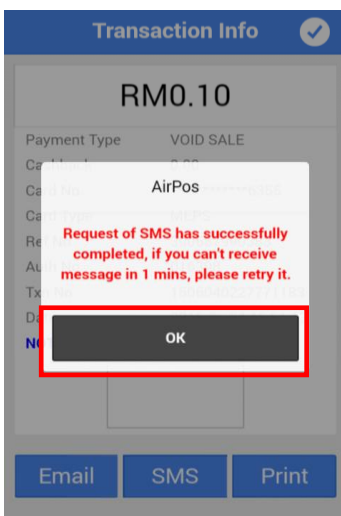 Transaction Info
RM0.10
Payment Type VOID SALE
AirPos
Request of SMS has successfully
completed, if you can't receive
message in 1 mins, please retry it.
OK
Email SMS Print